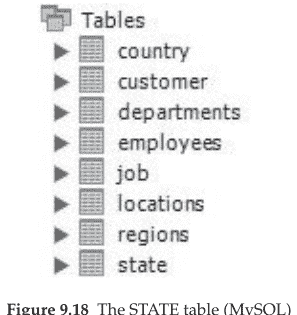 Tables
country
customer
departments
employees
job
locations
regions
state
Figure 9.18 The STATE table (MySQL)